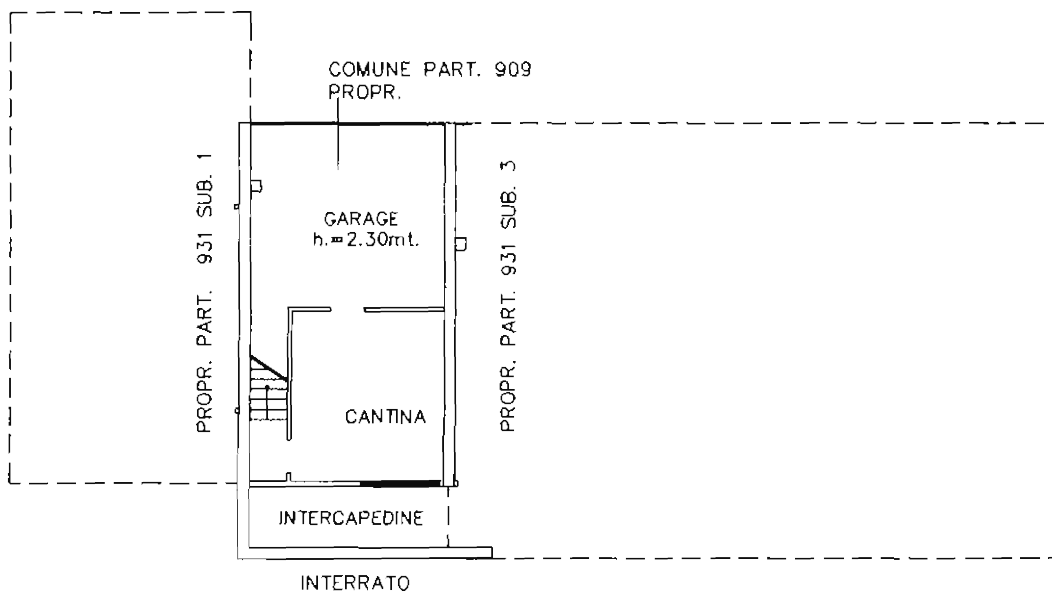 COMUNE PART. 909
PROPR.
PROPR. PART. 931 SUB. 1
GARAGE
h.=2.30mt.
PROPR. PART. 931 SUB. 3
CANTINA
INTERCAPEDINE
INTERRATO